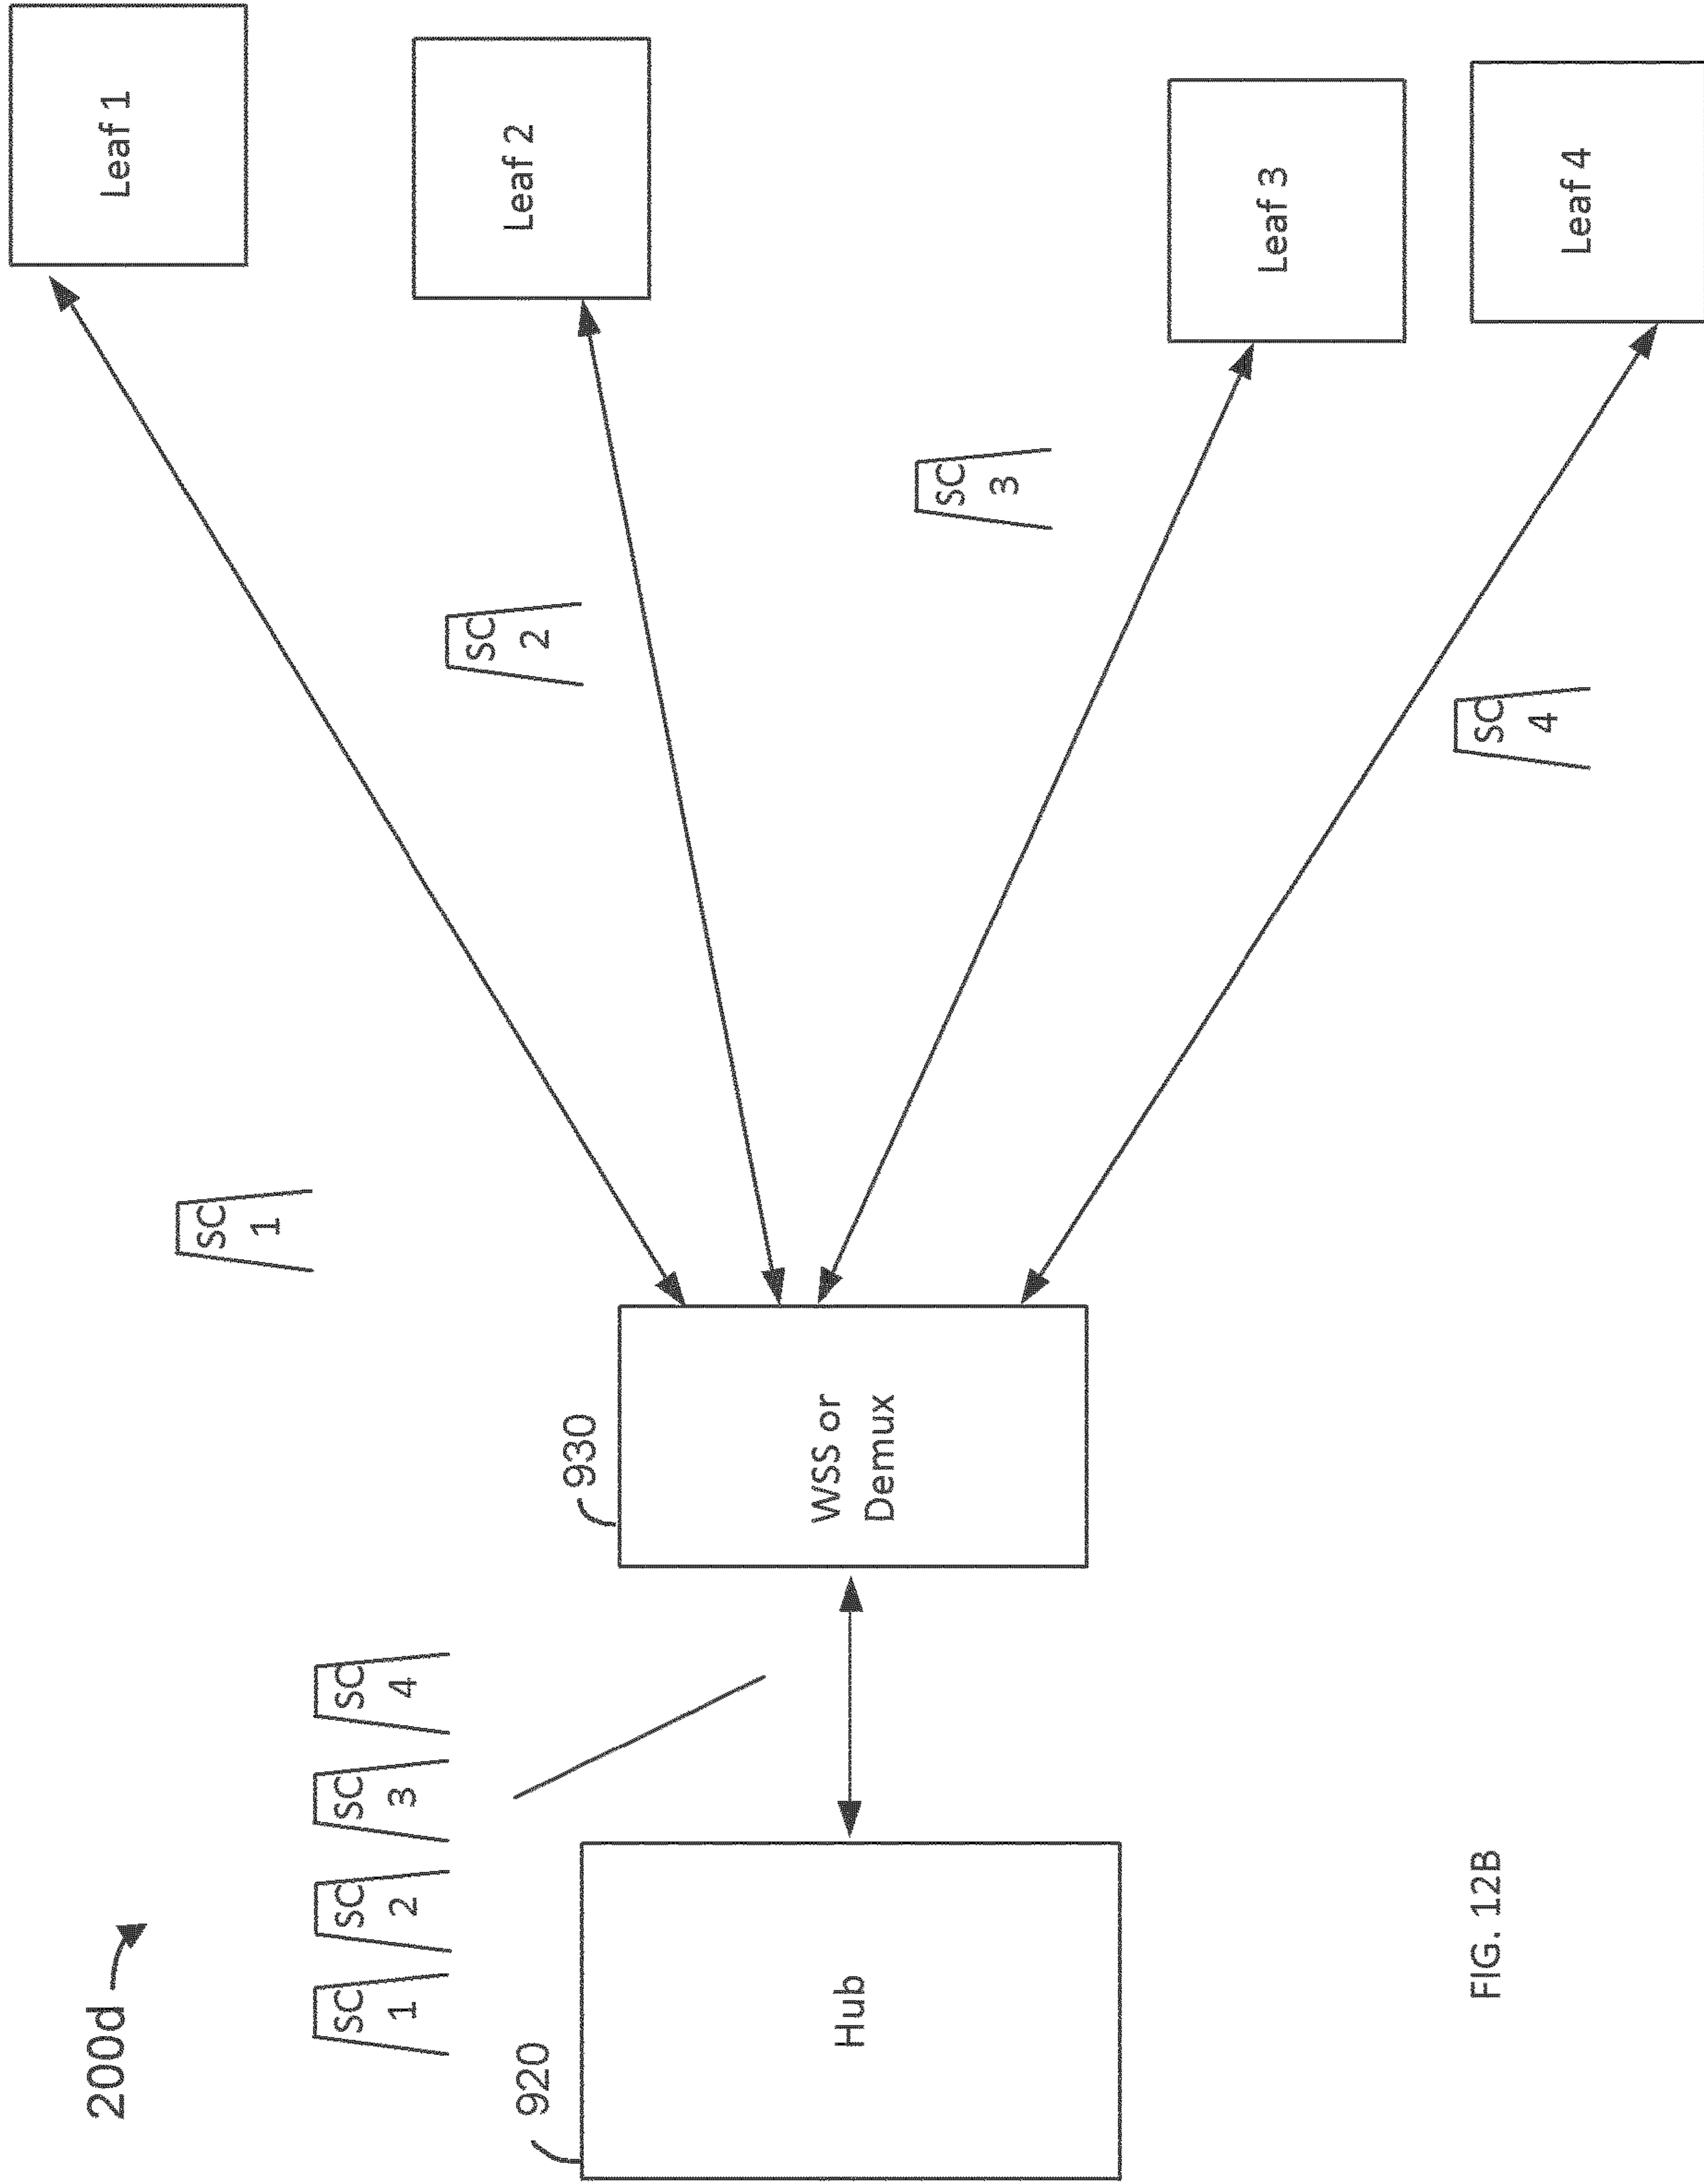 200d
SC
1
SC
2
SC
3
SC
4
920
Hub
930
WSS or
Demux
SC
1
SC
2
SC
3
SC
4
Leaf 1
Leaf 2
Leaf 3
Leaf 4
FIG. 12B